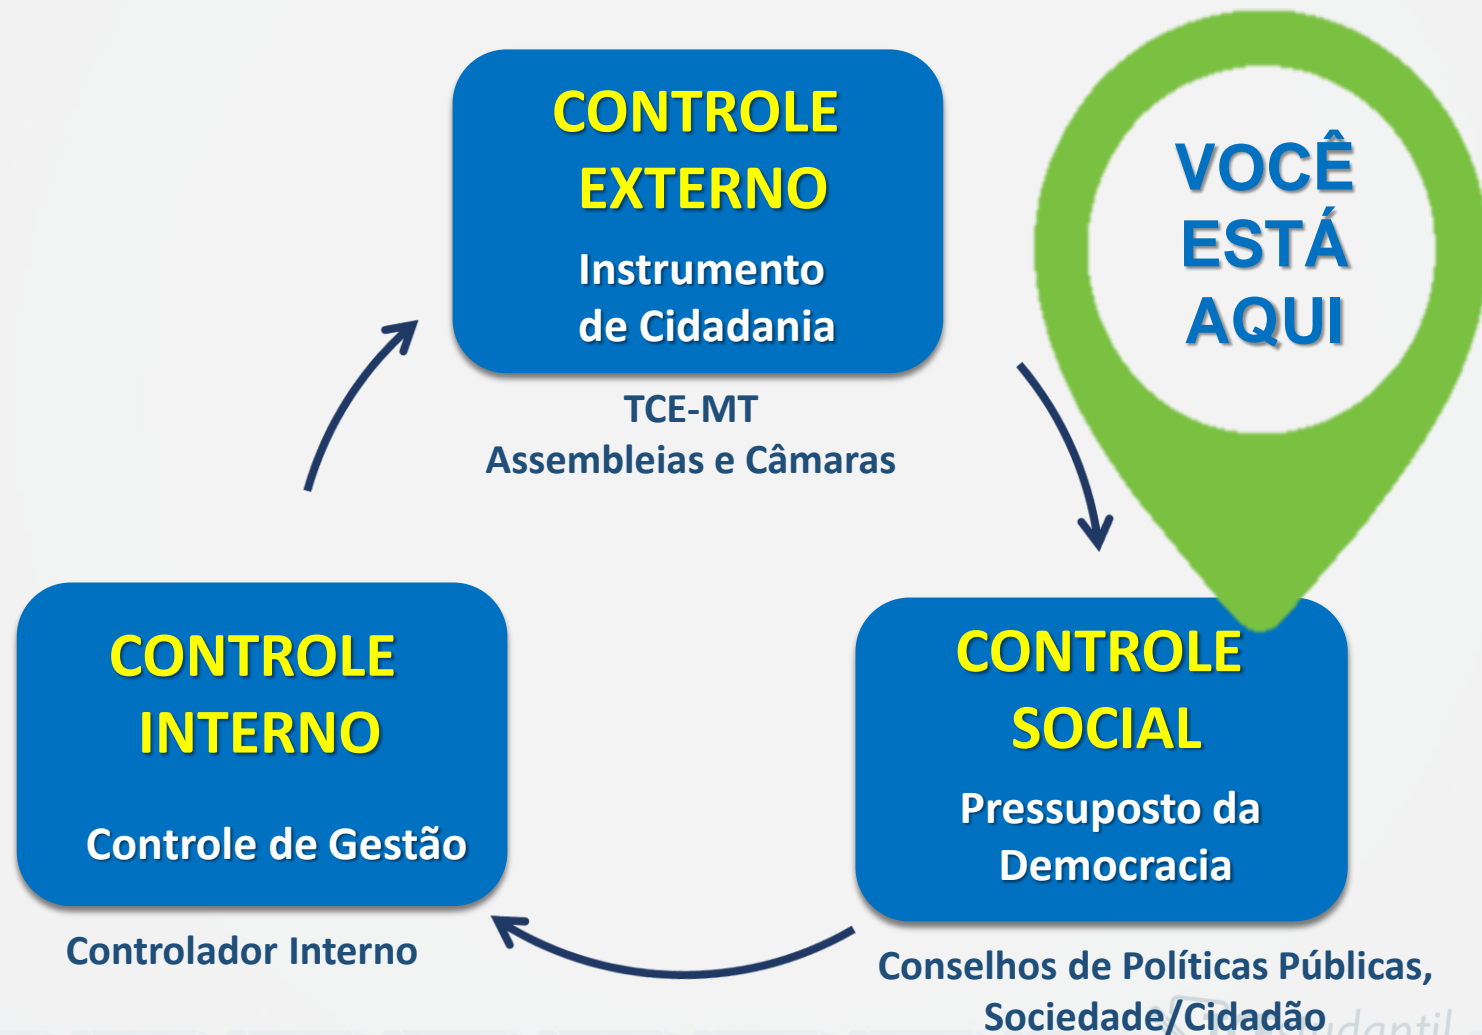 CONTROLE
EXTERNO
Instrumento
de Cidadania
TCE-MT
Assembleias e Câmaras
VOCÊ
ESTÁ
AQUI
CONTROLE
INTERNO
Controle de Gestão
Controlador Interno
CONTROLE
SOCIAL
Pressuposto da
Democracia
Conselhos de Políticas Públicas,
Sociedade/Cidadão